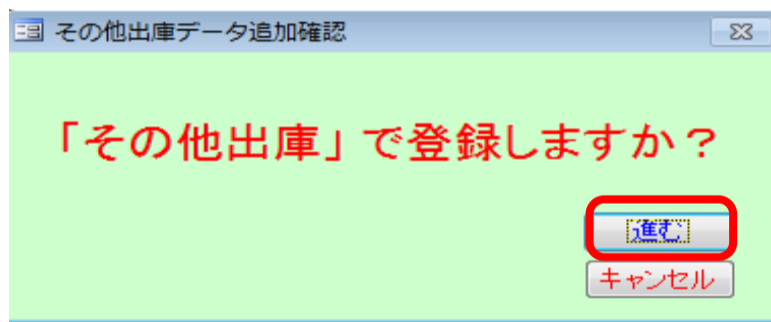 その他出庫データ追加確認
「その他出庫」で登録しますか？
進む
キャンセル